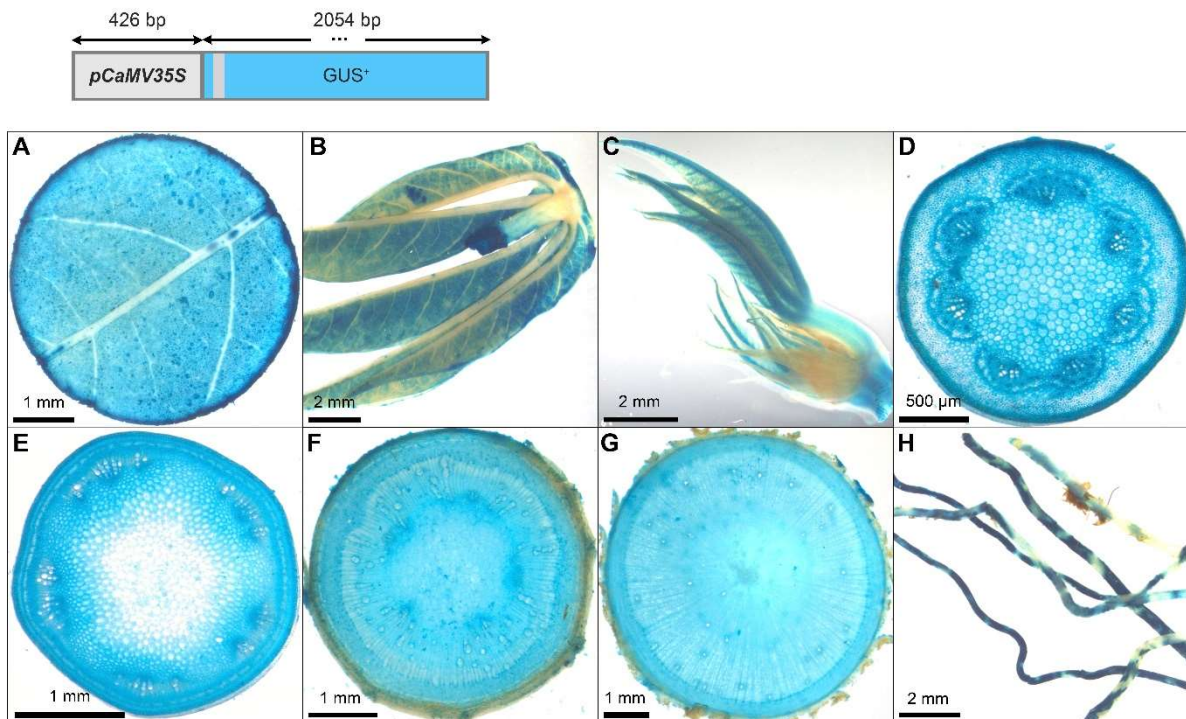 426 bp 2054 bp
...
pCaMV35S GUS⁺
A B C D
1 mm 2 mm 2 mm 500 µm
E F G H
1 mm 1 mm 1 mm 2 mm